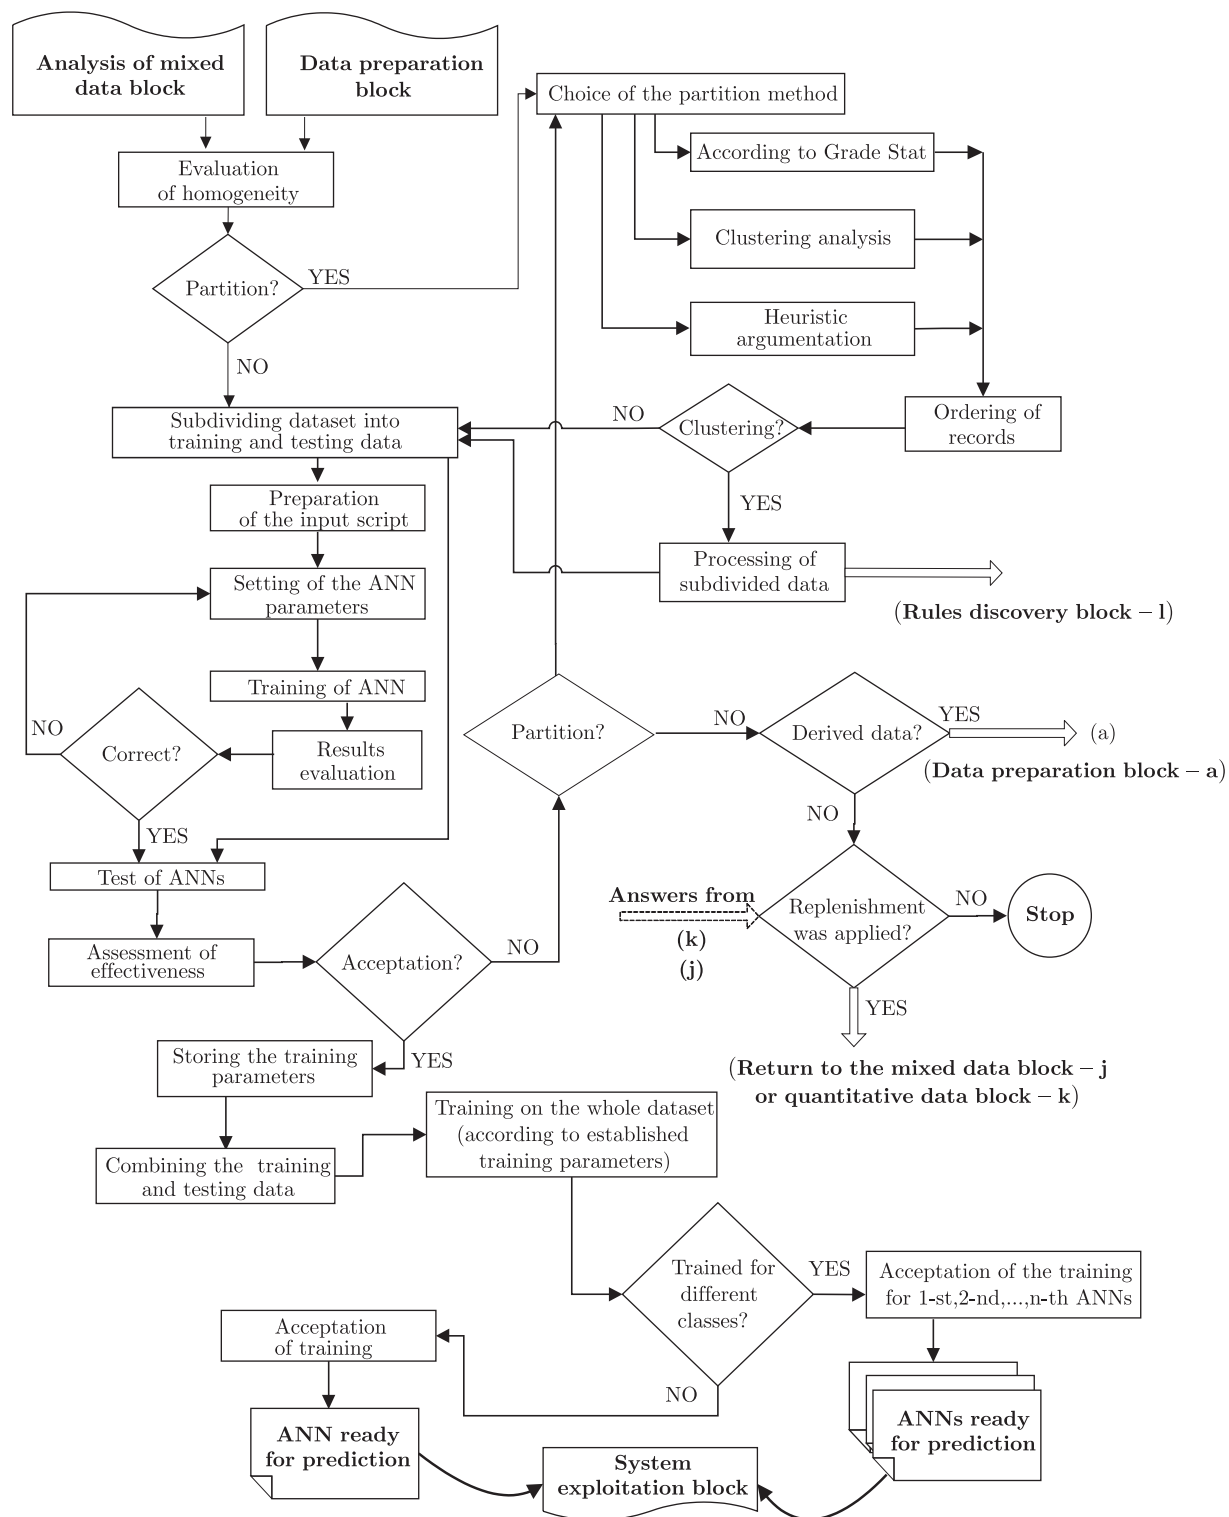 Analysis of mixed
data block
Data preparation
block
Choice of the partition method
Evaluation
of homogeneity
According to Grade Stat
Clustering analysis
Partition?
YES
Heuristic
argumentation
NO
Subdividing dataset into
training and testing data
NO
Clustering?
Ordering of
records
YES
Preparation
of the input script
Processing of
subdivided data
Setting of the ANN
parameters
(Rules discovery block – l)
Training of ANN
NO
Correct?
Results
evaluation
Partition?
NO
Derived data?
YES
(a)
(Data preparation block – a)
YES
NO
Test of ANNs
Answers from
(k)
(j)
Replenishment
was applied?
NO
Stop
Assessment of
effectiveness
Acceptation?
NO
YES
YES
Storing the training
parameters
(Return to the mixed data block – j
or quantitative data block – k)
Training on the whole dataset
(according to established
training parameters)
Combining the training
and testing data
Trained for
different
classes?
YES
Acceptation of the training
for 1-st,2-nd,...,n-th ANNs
Acceptation
of training
NO
ANN ready
for prediction
ANNs ready
for prediction
System
exploitation block